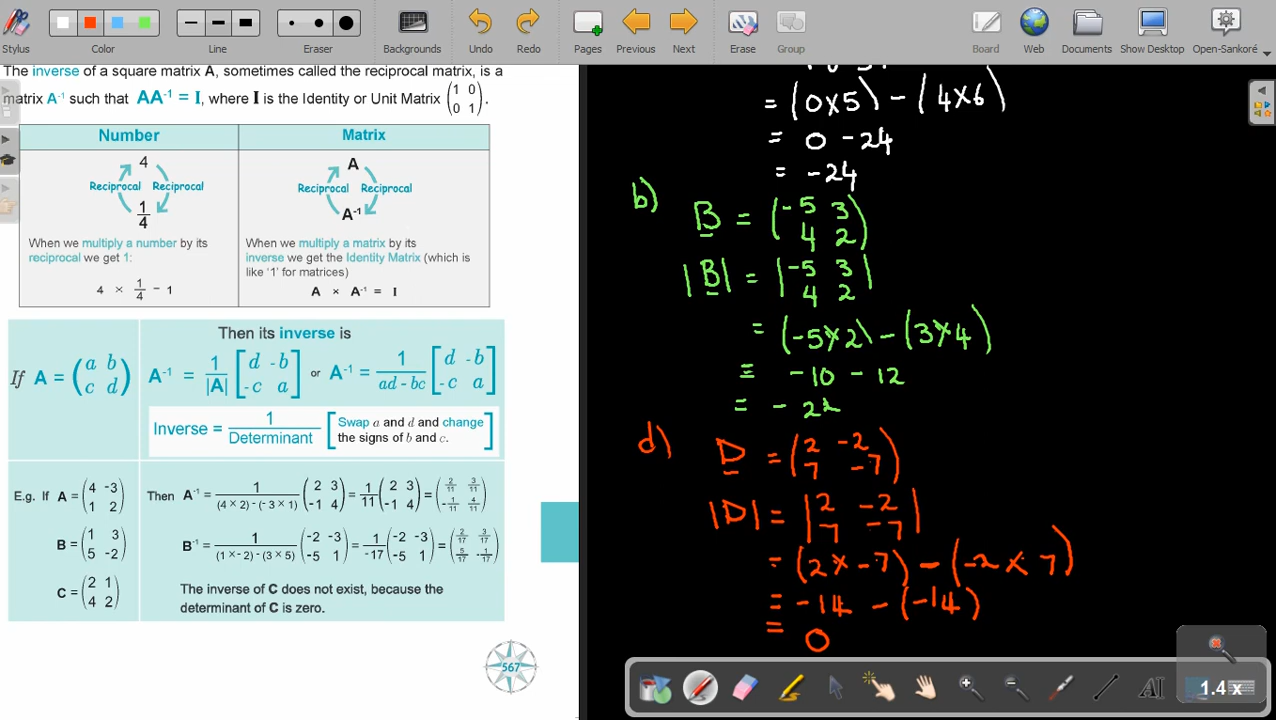 Stylus
Color
Line
Eraser
Backgrounds
Undo
Redo
Pages
Previous
Next
Erase
Group
Board
Web
Documents
Show Desktop
Open-Sankoré
The inverse of a square matrix A, sometimes called the reciprocal matrix, is a
matrix A⁻¹ such that AA⁻¹ = I, where I is the Identity or Unit Matrix (1 0
0 1).
Number
Matrix
4
Reciprocal Reciprocal
1
4
When we multiply a number by its
reciprocal we get 1:
4 × 1/4 − 1
A
Reciprocal Reciprocal
A⁻¹
When we multiply a matrix by its
inverse we get the Identity Matrix (which is
like '1' for matrices)
A × A⁻¹ = I
Then its inverse is
If A = (a b
c d)
A⁻¹ = 1/|A| [d -b
-c a] or A⁻¹ = 1/(ad - bc) [d -b
-c a]
Inverse = 1/Determinant [Swap a and d and change
the signs of b and c.]
E.g. If A = (4 -3
1 2)
Then A⁻¹ = 1/((4 × 2) − (- 3 × 1)) (2 3
-1 4) = 1/11 (2 3
-1 4) = (2/11 3/11
-1/11 4/11)
B = (1 3
5 -2)
B⁻¹ = 1/((1 × -2) − (3 × 5)) (-2 -3
-5 1) = 1/-17 (-2 -3
-5 1) = (2/17 3/17
5/17 -1/17)
C = (2 1
4 2)
The inverse of C does not exist, because the
determinant of C is zero.
567
= (0×5) - (4×6)
= 0 - 24
= -24
b) B = (-5 3
4 2)
|B| = |-5 3
4 2|
= (-5×2) - (3×4)
= -10 - 12
= -22
d) D = (2 -2
7 -7)
|D| = |2 -2
7 -7|
= (2× -7) - (-2 × 7)
= -14 - (-14)
= 0
1.4 x